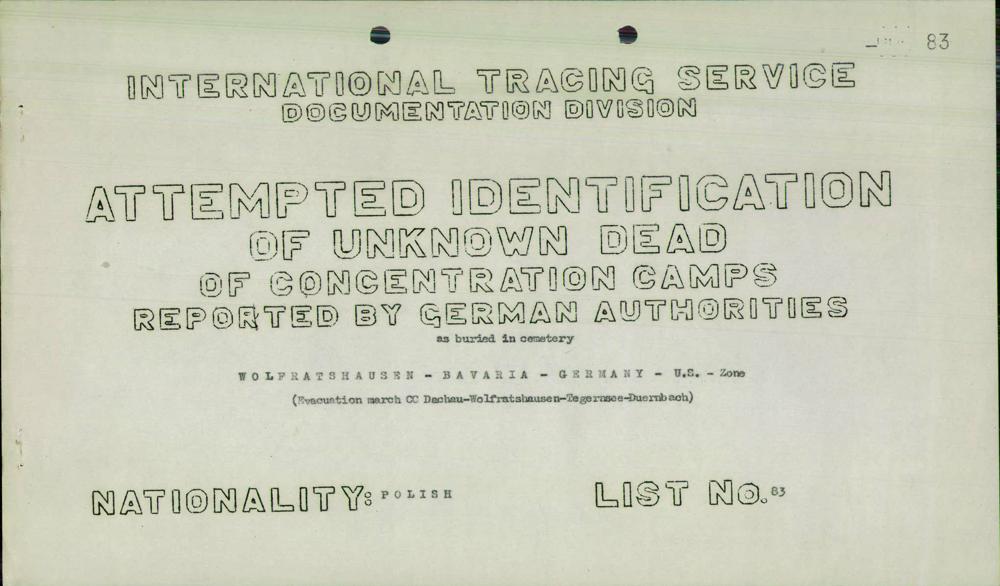 83
INTERNATIONAL TRACING SERVICE
DOCUMENTATION DIVISION
ATTEMPTED IDENTIFICATION
OF UNKNOWN DEAD
OF CONCENTRATION CAMPS
REPORTED BY GERMAN AUTHORITIES
as buried in cemetery
WOLFRATSHAUSEN - BAVARIA - GERMANY - U.S. - Zone
(Evacuation march CC Dachau-Wolfratshausen-Tegernsee-Duernbach)
NATIONALITY: POLISH LIST NO. 83